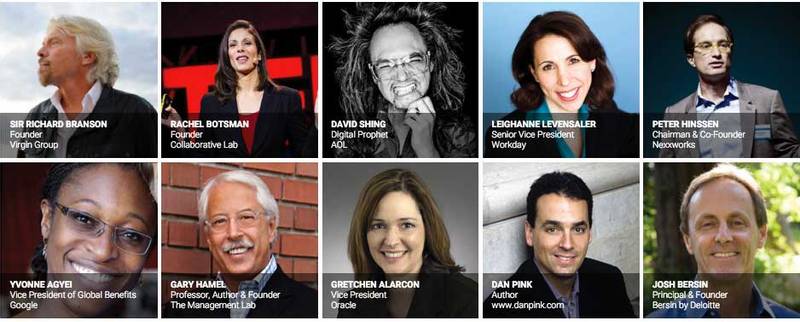 SIR RICHARD BRANSON
Founder
Virgin Group
RACHEL BOTSMAN
Founder
Collaborative Lab
DAVID SHING
Digital Prophet
AOL
LEIGHANNE LEVENSALER
Senior Vice President
Workday
PETER HINSSEN
Chairman & Co-Founder
Nexxworks
YVONNE AGYEI
Vice President of Global Benefits
Google
GARY HAMEL
Professor, Author & Founder
The Management Lab
GRETCHEN ALARCON
Vice President
Oracle
DAN PINK
Author
www.danpink.com
JOSH BERSIN
Principal & Founder
Bersin by Deloitte